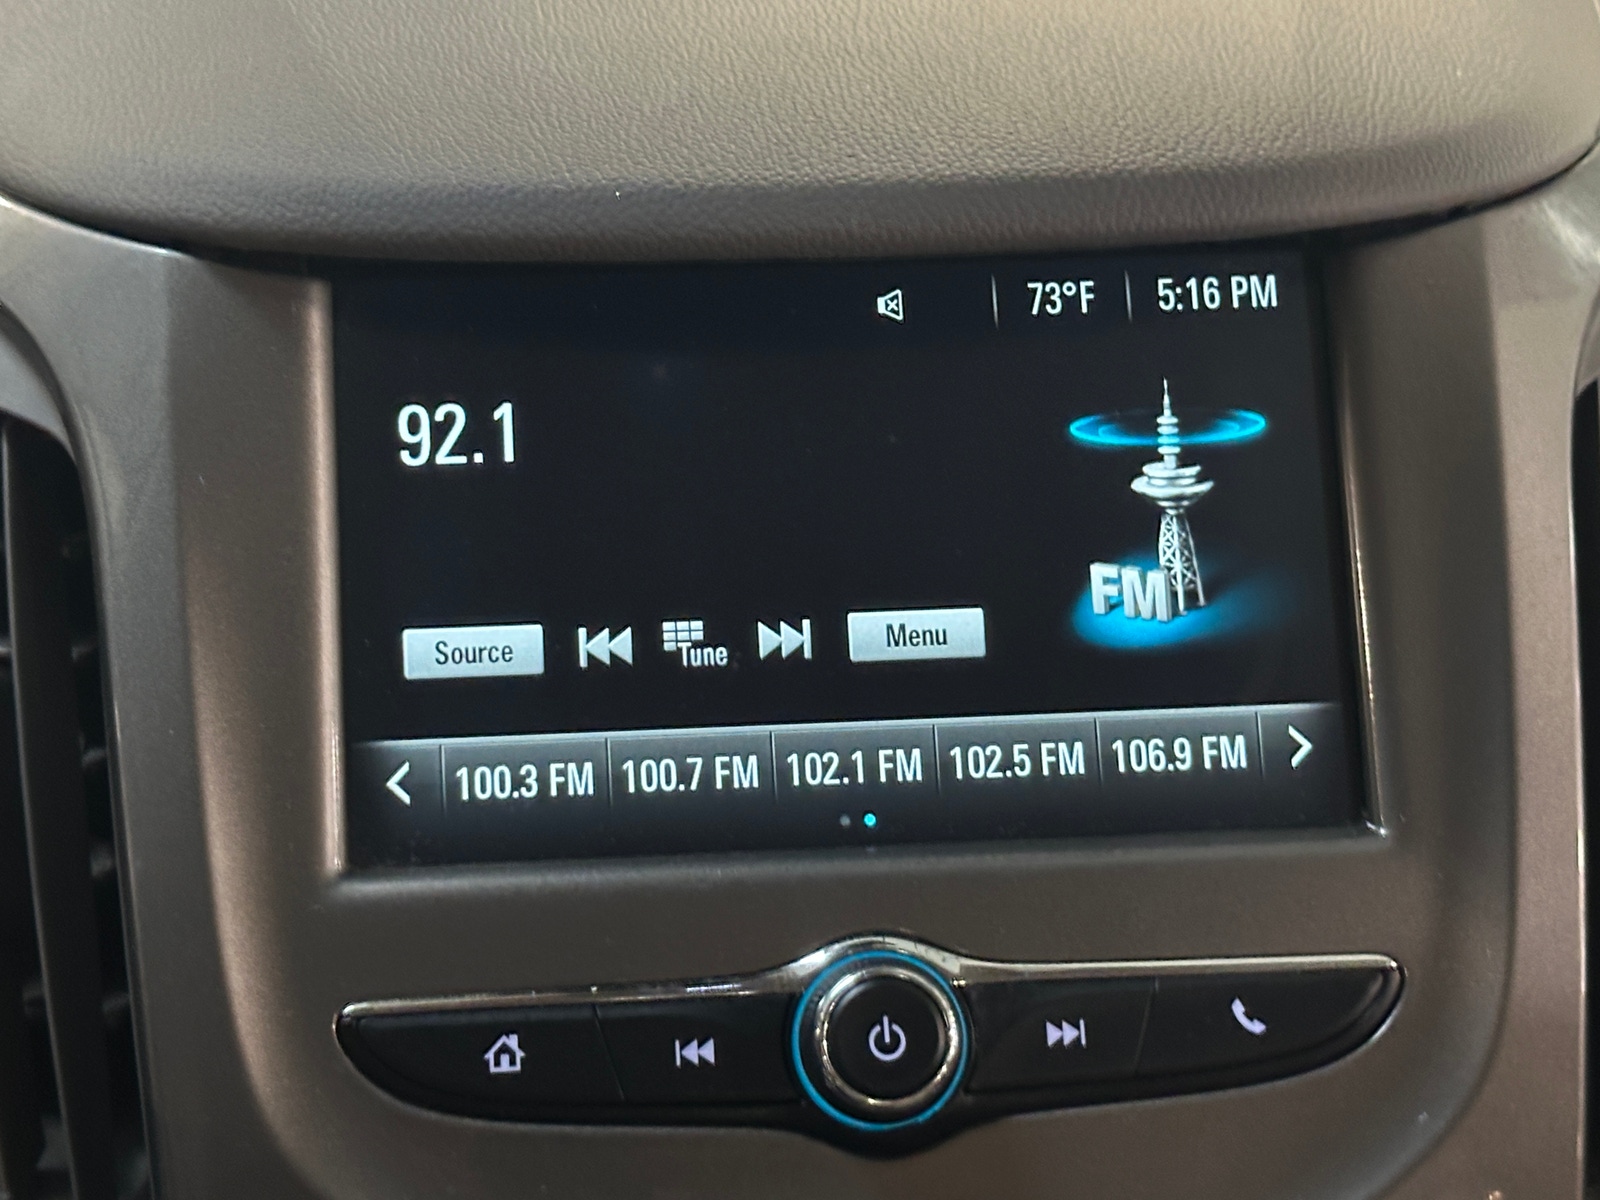 73°F 5:16 PM
92.1
FM
Source Tune Menu
100.3 FM 100.7 FM 102.1 FM 102.5 FM 106.9 FM